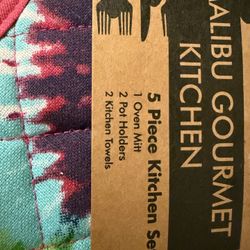 ALIBU GOURMET
KITCHEN
5 Piece Kitchen Se
1 Oven Mitt
2 Pot Holders
2 Kitchen Towels